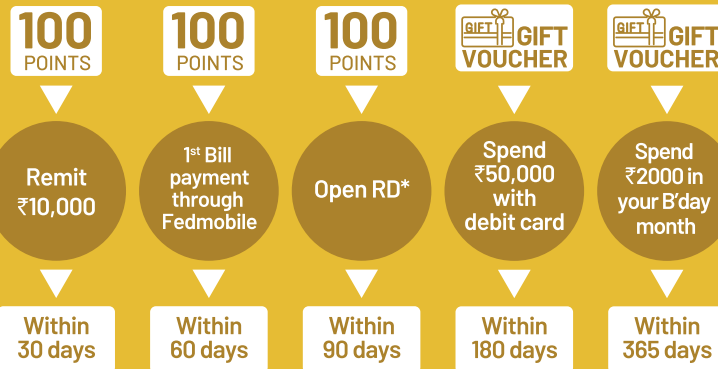 100
POINTS
100
POINTS
100
POINTS
GIFT
GIFT
VOUCHER
GIFT
GIFT
VOUCHER
Remit
₹10,000
1st Bill
payment
through
Fedmobile
Open RD*
Spend
₹50,000
with
debit card
Spend
₹2000 in
your B'day
month
Within
30 days
Within
60 days
Within
90 days
Within
180 days
Within
365 days